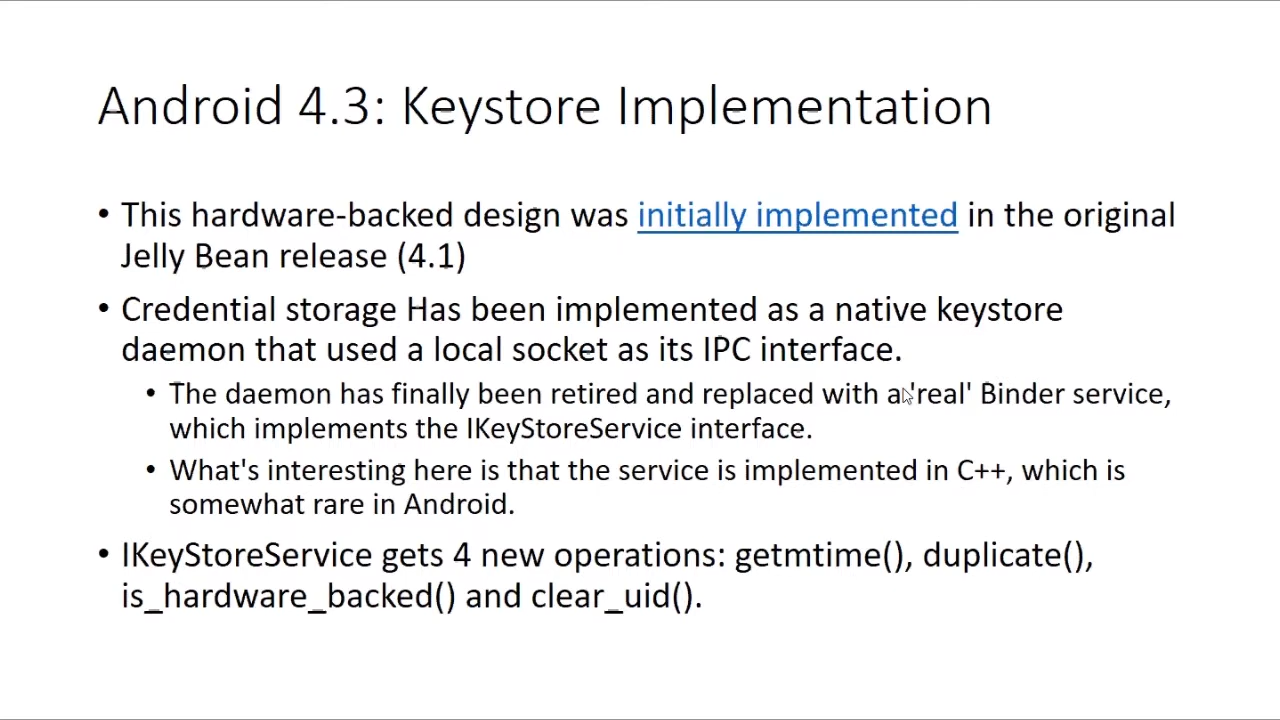 Android 4.3: Keystore Implementation
• This hardware-backed design was initially implemented in the original
Jelly Bean release (4.1)
• Credential storage Has been implemented as a native keystore
daemon that used a local socket as its IPC interface.
• The daemon has finally been retired and replaced with a 'real' Binder service,
which implements the IKeyStoreService interface.
• What's interesting here is that the service is implemented in C++, which is
somewhat rare in Android.
• IKeyStoreService gets 4 new operations: getmtime(), duplicate(),
is_hardware_backed() and clear_uid().